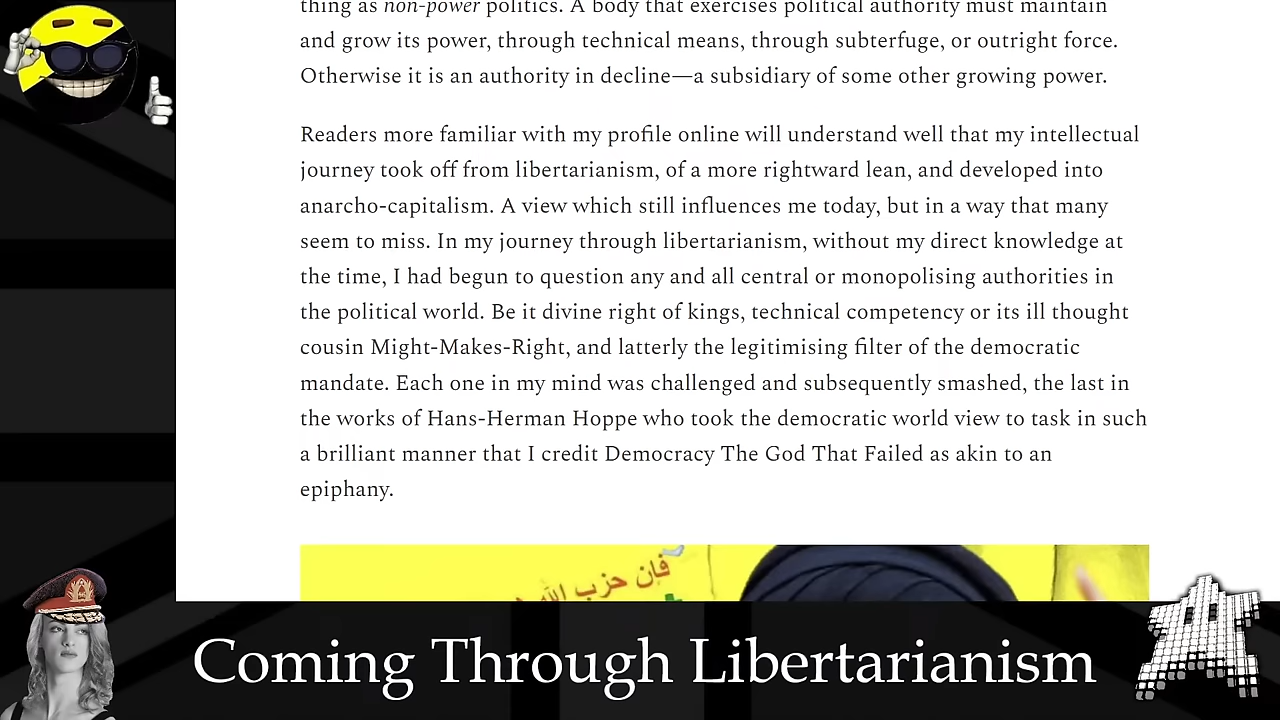 thing as non-power politics. A body that exercises political authority must maintain
and grow its power, through technical means, through subterfuge, or outright force.
Otherwise it is an authority in decline—a subsidiary of some other growing power.
Readers more familiar with my profile online will understand well that my intellectual
journey took off from libertarianism, of a more rightward lean, and developed into
anarcho-capitalism. A view which still influences me today, but in a way that many
seem to miss. In my journey through libertarianism, without my direct knowledge at
the time, I had begun to question any and all central or monopolising authorities in
the political world. Be it divine right of kings, technical competency or its ill thought
cousin Might-Makes-Right, and latterly the legitimising filter of the democratic
mandate. Each one in my mind was challenged and subsequently smashed, the last in
the works of Hans-Herman Hoppe who took the democratic world view to task in such
a brilliant manner that I credit Democracy The God That Failed as akin to an
epiphany.
فإن حزب الله
Coming Through Libertarianism